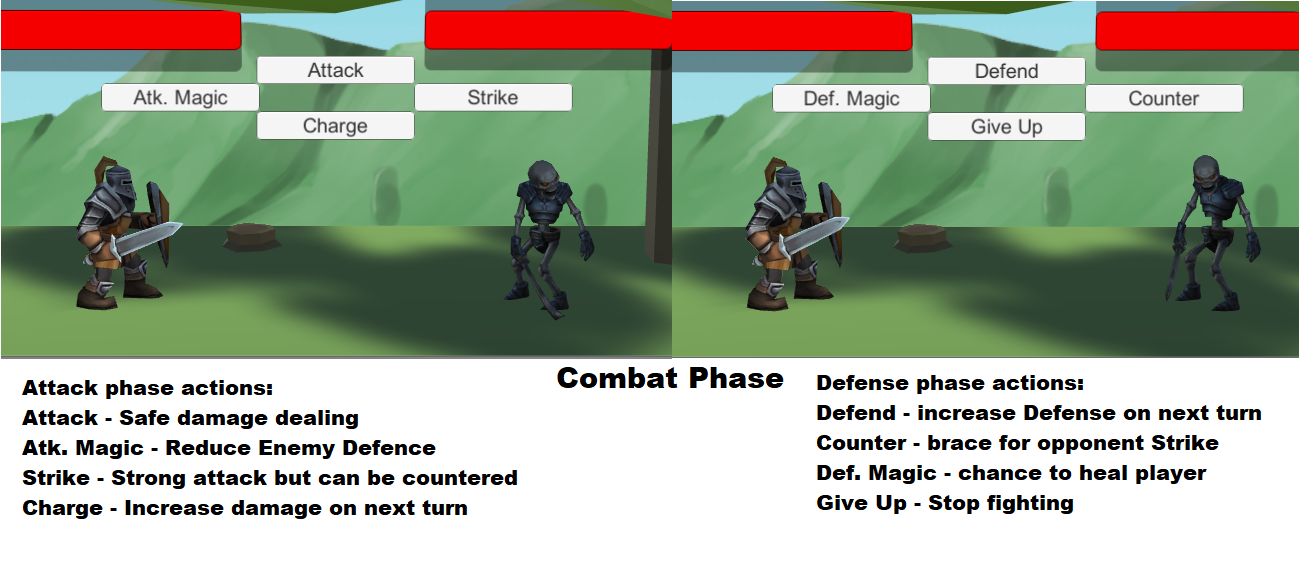 Attack
Atk. Magic
Strike
Charge
Defend
Def. Magic
Counter
Give Up
Combat Phase
Attack phase actions:
Attack - Safe damage dealing
Atk. Magic - Reduce Enemy Defence
Strike - Strong attack but can be countered
Charge - Increase damage on next turn
Defense phase actions:
Defend - increase Defense on next turn
Counter - brace for opponent Strike
Def. Magic - chance to heal player
Give Up - Stop fighting